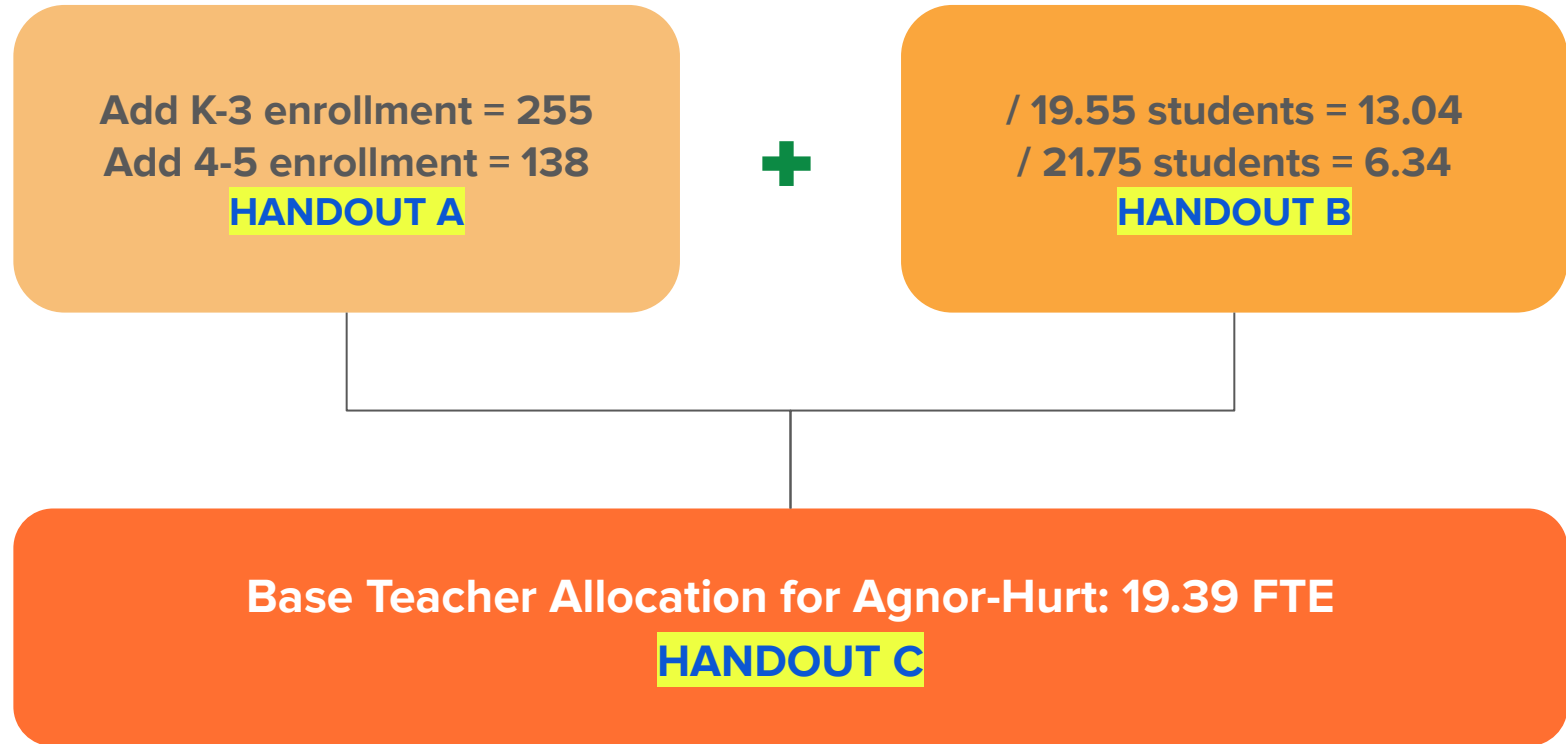 Add K-3 enrollment = 255
Add 4-5 enrollment = 138
HANDOUT A
/ 19.55 students = 13.04
/ 21.75 students = 6.34
HANDOUT B
Base Teacher Allocation for Agnor-Hurt: 19.39 FTE
HANDOUT C